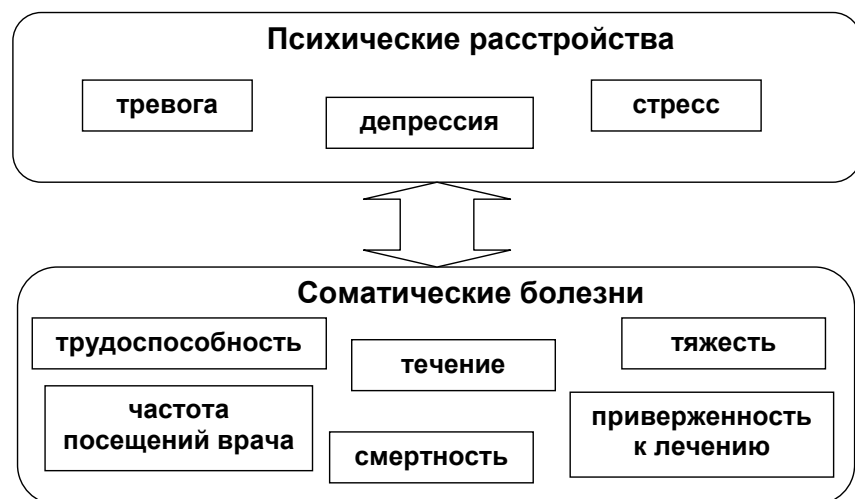 Психические расстройства
тревога
депрессия
стресс
Соматические болезни
трудоспособность
течение
тяжесть
частота
посещений врача
смертность
приверженность
к лечению